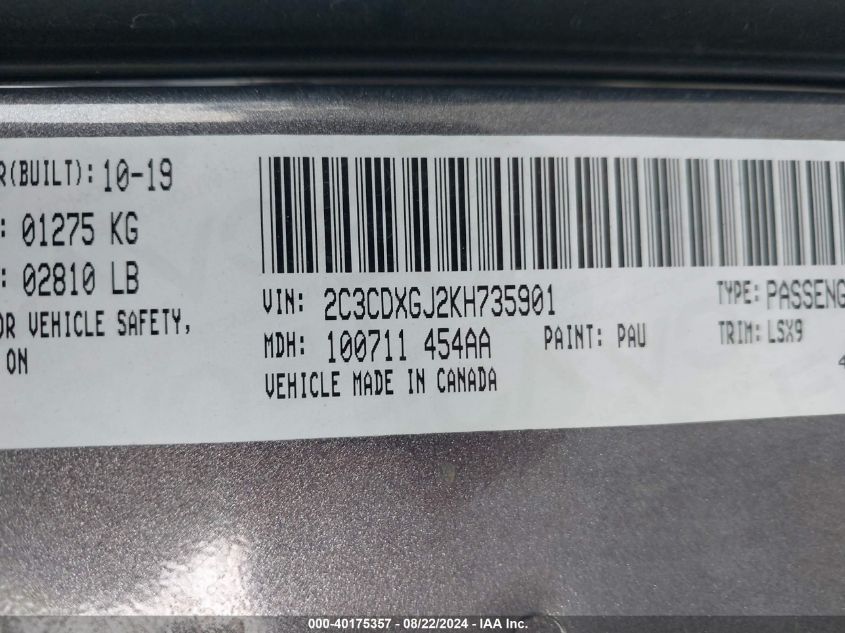 R(BUILT): 10-19
: 01275 KG
: 02810 LB
OR VEHICLE SAFETY,
ON
VIN: 2C3CDXGJ2KH735901
TYPE: PASSENG
MDH: 100711 454AA
PAINT: PAU
TRIM: LSX9
VEHICLE MADE IN CANADA
4
000-40175357 - 08/22/2024 - IAA Inc.